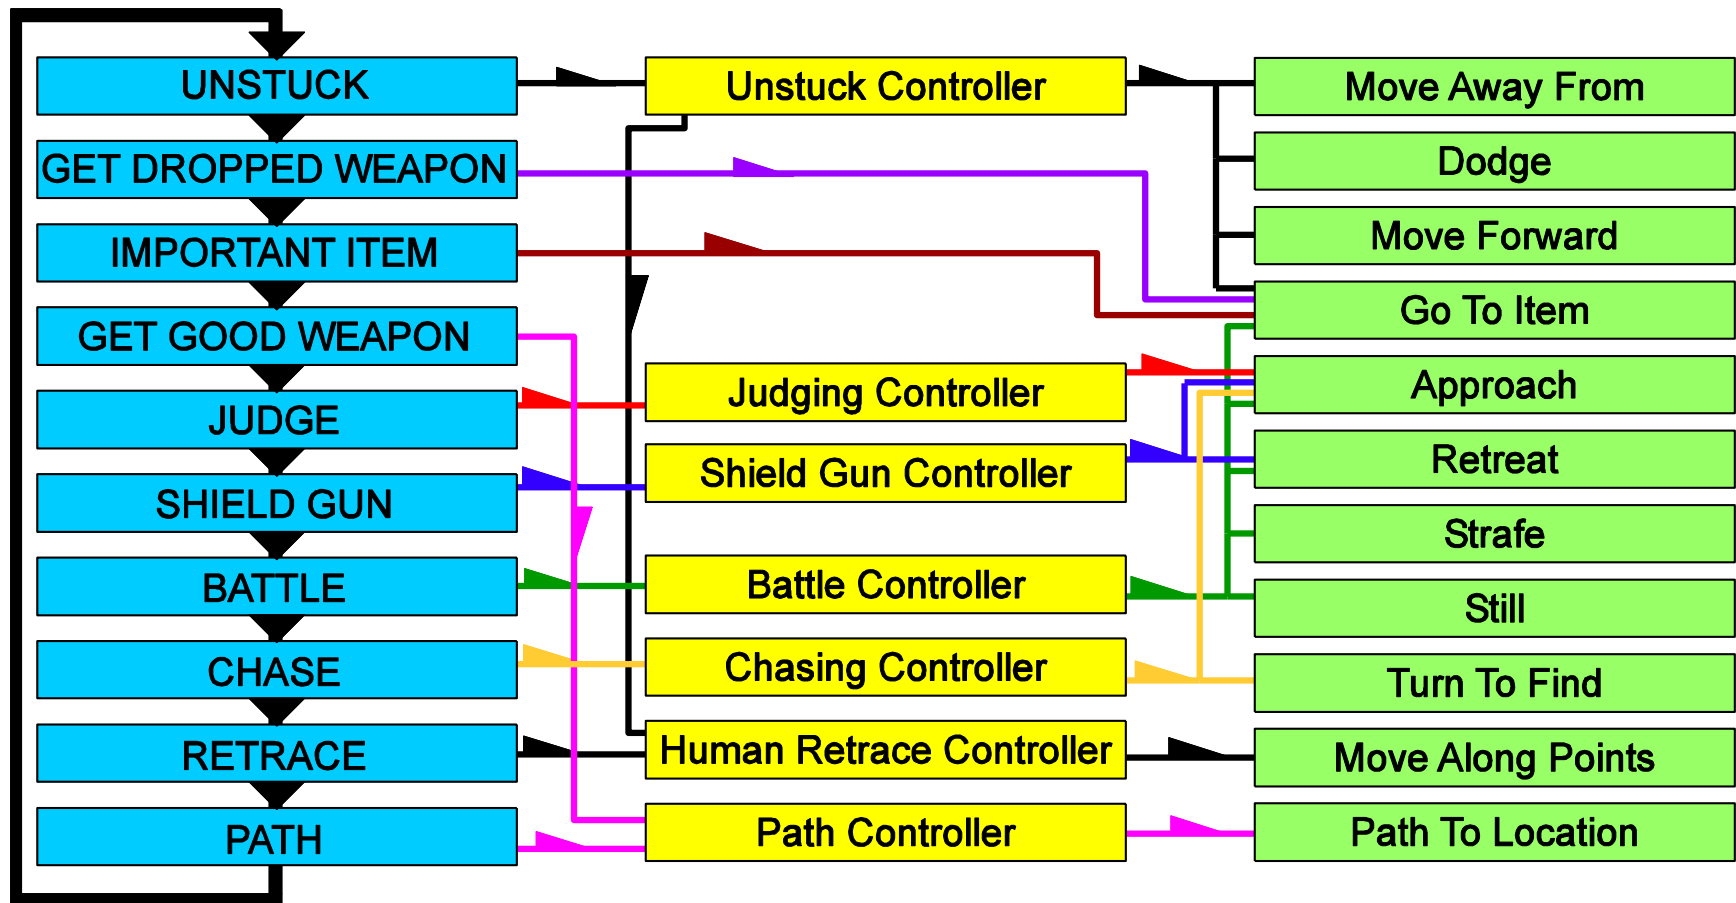 UNSTUCK
GET DROPPED WEAPON
IMPORTANT ITEM
GET GOOD WEAPON
JUDGE
SHIELD GUN
BATTLE
CHASE
RETRACE
PATH
Unstuck Controller
Judging Controller
Shield Gun Controller
Battle Controller
Chasing Controller
Human Retrace Controller
Path Controller
Move Away From
Dodge
Move Forward
Go To Item
Approach
Retreat
Strafe
Still
Turn To Find
Move Along Points
Path To Location